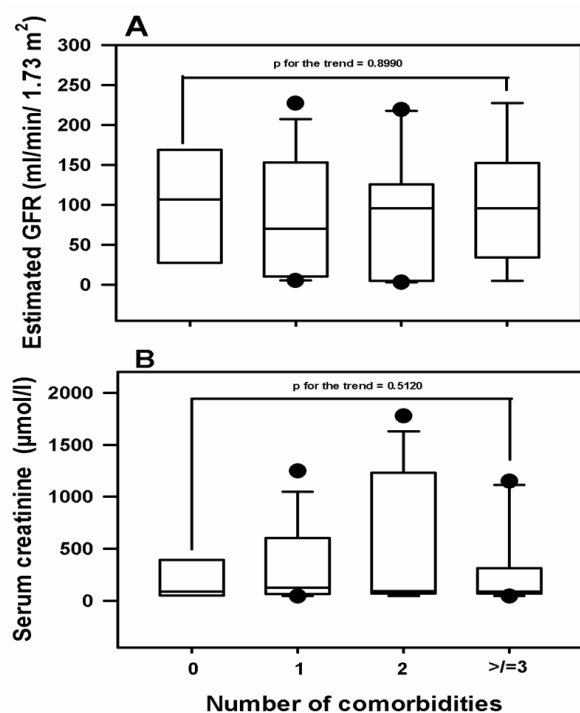 A
Estimated GFR (ml/min/ 1.73 m²)
300
250
200
150
100
50
0
p for the trend = 0.8990
B
Serum creatinine (µmol/l)
2000
1500
1000
500
0
p for the trend = 0.5120
0 1 2 >/=3
Number of comorbidities